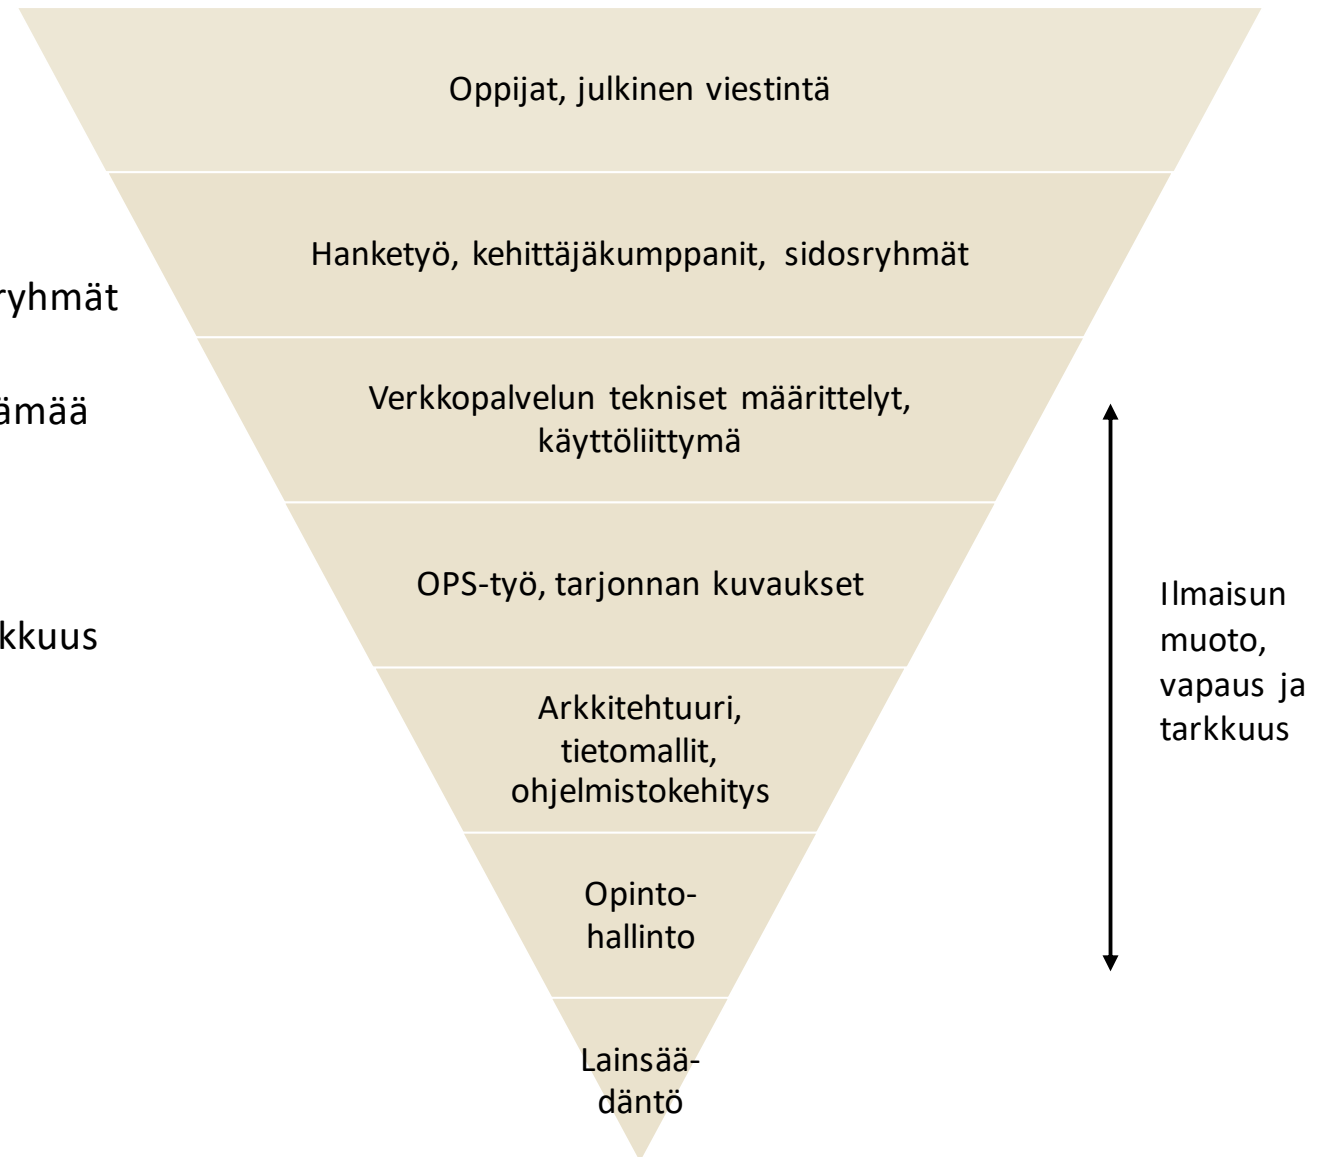 Oppijat, julkinen viestintä
Hanketyö, kehittäjäkumppanit, sidosryhmät
ryhmät
Verkkopalvelun tekniset määrittelyt,
käyttöliittymä
ämää
OPS-työ, tarjonnan kuvaukset
kkuus
Arkkitehtuuri,
tietomallit,
ohjelmistokehitys
Opinto-
hallinto
Lainsää-
däntö
Ilmaisun
muoto,
vapaus ja
tarkkuus